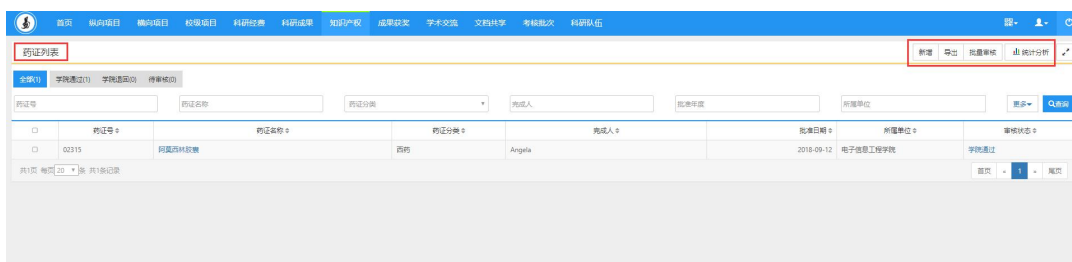 首页 纵向项目 横向项目 校级项目 科研经费 科研成果 知识产权 成果获奖 学术交流 文档共享 考核批次 科研队伍
药证列表 新增 导出 批量审核 统计分析
全部(1) 学院通过(1) 学院退回(0) 待审核(0)
药证号 药证名称 药证分类 完成人 批准年度 所属单位 更多 查询
药证号 药证名称 药证分类 完成人 批准日期 所属单位 审核状态
02315 阿莫西林胶囊 西药 Angela 2018-09-12 电子信息工程学院 学院通过
共1页 每页 20 条 共1条记录 首页 « 1 » 尾页